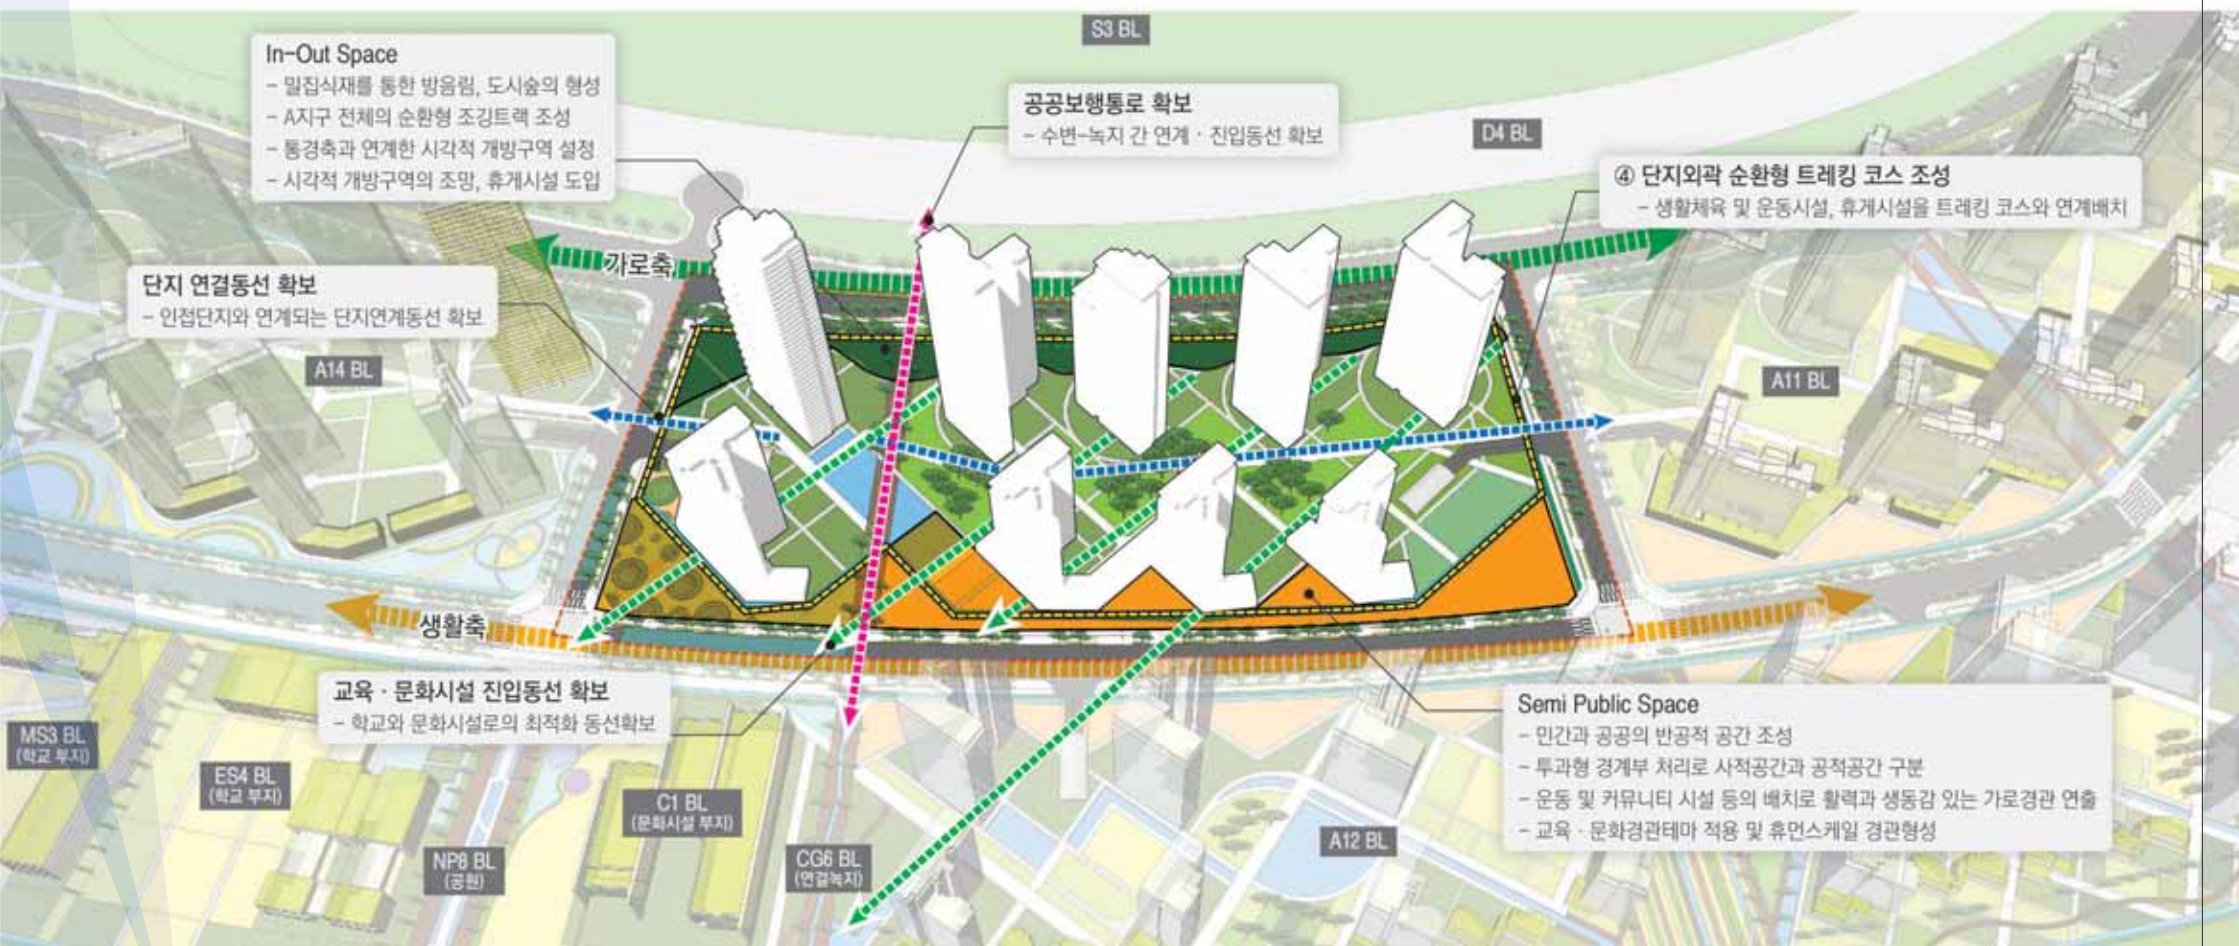 S3 BL
In-Out Space
- 밀집식재를 통한 방음림, 도시숲의 형성
- A지구 전체의 순환형 조깅트랙 조성
- 통경축과 연계한 시각적 개방구역 설정
- 시각적 개방구역의 조망, 휴게시설 도입
공공보행통로 확보
- 수변-녹지 간 연계 · 진입동선 확보
D4 BL
④ 단지외곽 순환형 트레킹 코스 조성
- 생활체육 및 운동시설, 휴게시설을 트레킹 코스와 연계배치
가로축
단지 연결동선 확보
- 인접단지와 연계되는 단지연계동선 확보
A14 BL
A11 BL
생활축
교육 · 문화시설 진입동선 확보
- 학교와 문화시설로의 최적화 동선확보
Semi Public Space
- 민간과 공공의 반공적 공간 조성
- 투과형 경계부 처리로 사적공간과 공적공간 구분
- 운동 및 커뮤니티 시설 등의 배치로 활력과 생동감 있는 가로경관 연출
- 교육 · 문화경관테마 적용 및 휴먼스케일 경관형성
MS3 BL
(학교 부지)
ES4 BL
(학교 부지)
C1 BL
(문화시설 부지)
NP8 BL
(공원)
CG6 BL
(연결녹지)
A12 BL